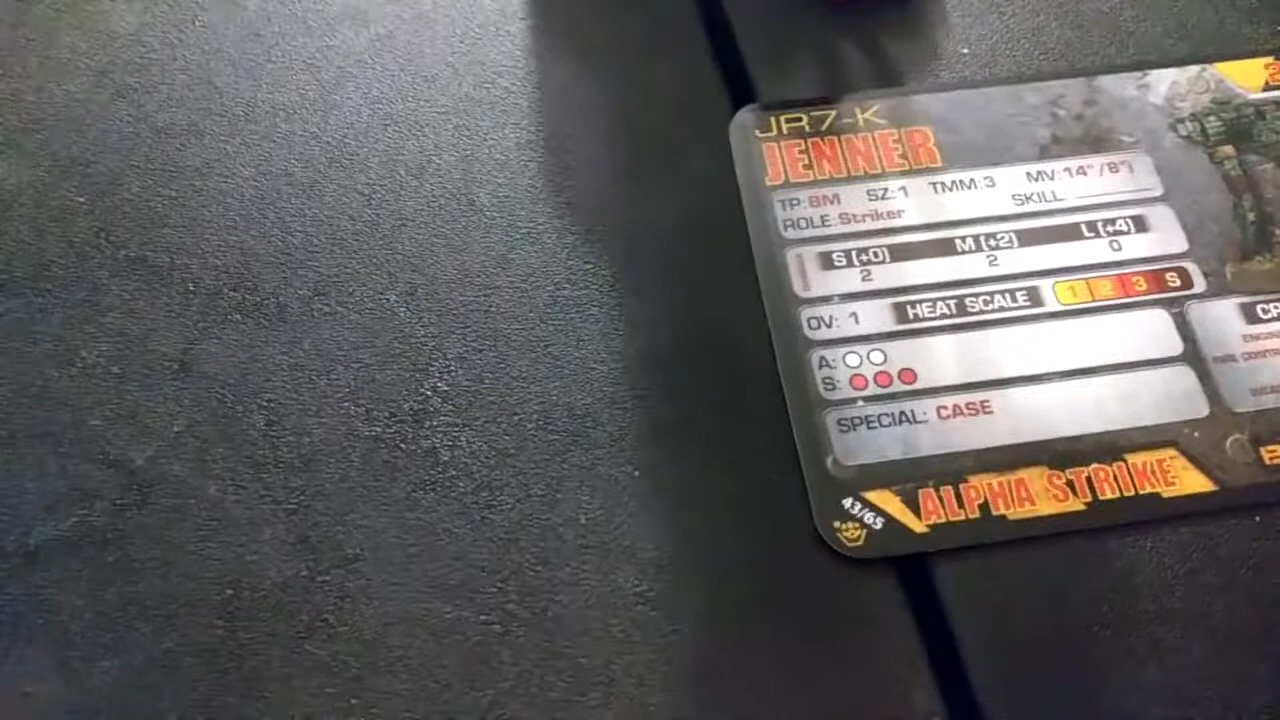 JR7-K
JENNER
TP:BM SZ:1 TMM:3 MV:14"/8"j
ROLE:Striker SKILL:
S (+0) M (+2) L (+4)
2 2 0
OV: 1 HEAT SCALE 1 2 3 S
A:
S:
SPECIAL: CASE
ALPHA STRIKE
43/65